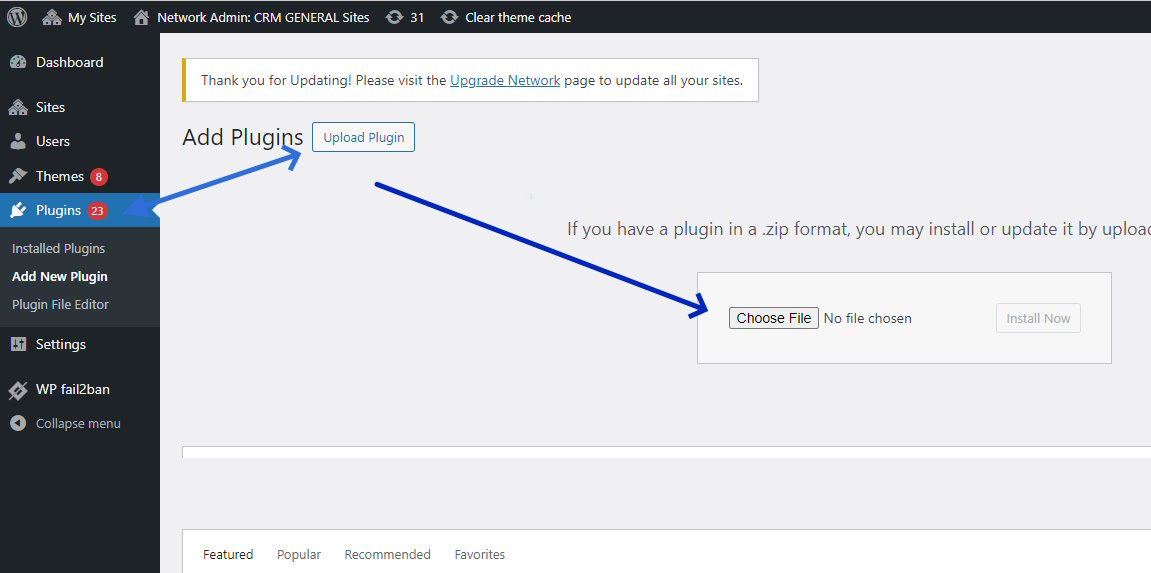 My Sites Network Admin: CRM GENERAL Sites 31 Clear theme cache
Dashboard
Thank you for Updating! Please visit the Upgrade Network page to update all your sites.
Sites
Users
Add Plugins Upload Plugin
Themes 8
Plugins 23
Installed Plugins
Add New Plugin
Plugin File Editor
Settings
WP fail2ban
Collapse menu
If you have a plugin in a .zip format, you may install or update it by uploa
Choose File No file chosen Install Now
Featured Popular Recommended Favorites